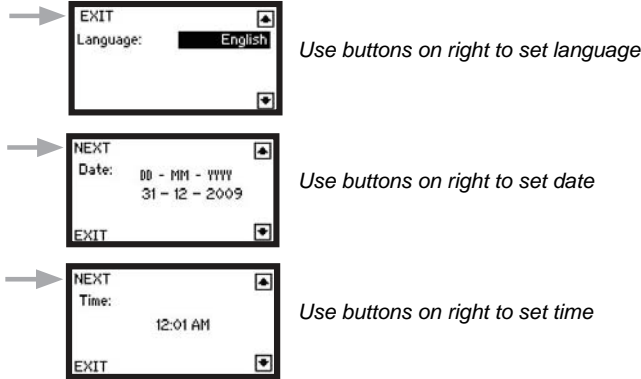 EXIT
Language: English
Use buttons on right to set language
NEXT
Date: DD - MM - YYYY
31 - 12 - 2009
Use buttons on right to set date
EXIT
NEXT
Time:
12:01 AM
Use buttons on right to set time
EXIT